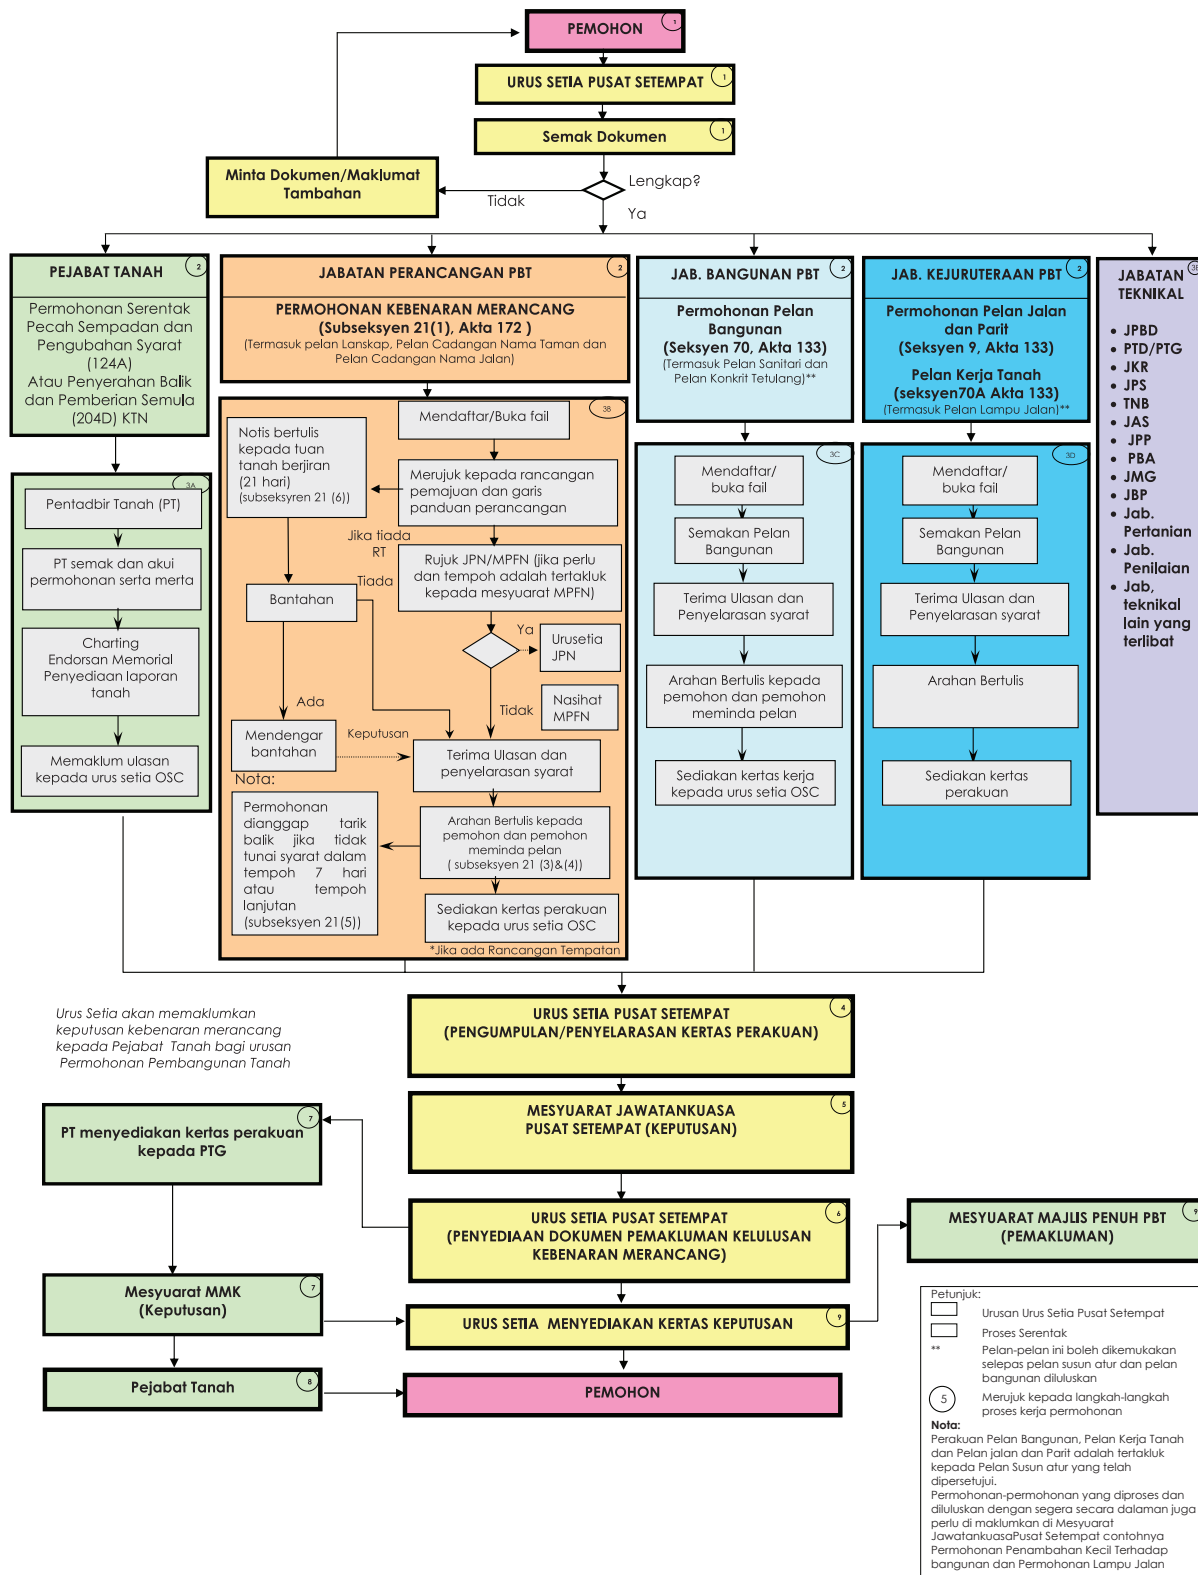 PEMOHON
1
URUS SETIA PUSAT SETEMPAT
1
Semak Dokumen
1
Minta Dokumen/Maklumat
Tambahan
Lengkap?
Tidak
Ya
PEJABAT TANAH
2
Permohonan Serentak
Pecah Sempadan dan
Pengubahan Syarat
(124A)
Atau Penyerahan Balik
dan Pemberian Semula
(204D) KTN
JABATAN PERANCANGAN PBT
2
PERMOHONAN KEBENARAN MERANCANG
(Subseksyen 21(1), Akta 172 )
(Termasuk pelan Lanskap, Pelan Cadangan Nama Taman dan
Pelan Cadangan Nama Jalan)
JAB. BANGUNAN PBT
2
Permohonan Pelan
Bangunan
(Seksyen 70, Akta 133)
(Termasuk Pelan Sanitari dan
Pelan Konkrit Tetulang)**
JAB. KEJURUTERAAN PBT
2
Permohonan Pelan Jalan
dan Parit
(Seksyen 9, Akta 133)
Pelan Kerja Tanah
(seksyen70A Akta 133)
(Termasuk Pelan Lampu Jalan)**
3E
JABATAN
TEKNIKAL
• JPBD
• PTD/PTG
• JKR
• JPS
• TNB
• JAS
• JPP
• PBA
• JMG
• JBP
• Jab.
Pertanian
• Jab.
Penilaian
• Jab,
teknikal
lain yang
terlibat
3A
Pentadbir Tanah (PT)
PT semak dan akui
permohonan serta merta
Charting
Endorsan Memorial
Penyediaan laporan
tanah
Memaklum ulasan
kepada urus setia OSC
3B
Mendaftar/Buka fail
Notis bertulis
kepada tuan
tanah berjiran
(21 hari)
(subseksyren 21 (6))
Merujuk kepada rancangan
pemajuan dan garis
panduan perancangan
Jika tiada
RT
Rujuk JPN/MPFN (jika perlu
dan tempoh adalah tertakluk
kepada mesyuarat MPFN)
Tiada
Bantahan
Ya
Urusetia
JPN
Nasihat
MPFN
Tidak
Ada
Mendengar
bantahan
Keputusan
Terima Ulasan dan
penyelarasan syarat
Nota:
Permohonan
dianggap tarik
balik jika tidak
tunai syarat dalam
tempoh 7 hari
atau tempoh
lanjutan
(subseksyen 21(5))
Arahan Bertulis kepada
pemohon dan pemohon
meminda pelan
( subseksyen 21 (3)&(4))
Sediakan kertas perakuan
kepada urus setia OSC
*Jika ada Rancangan Tempatan
3C
Mendaftar/
buka fail
Semakan Pelan
Bangunan
Terima Ulasan dan
Penyelarasan syarat
Arahan Bertulis kepada
pemohon dan pemohon
meminda pelan
Sediakan kertas kerja
kepada urus setia OSC
3D
Mendaftar/
buka fail
Semakan Pelan
Bangunan
Terima Ulasan dan
Penyelarasan syarat
Arahan Bertulis
Sediakan kertas
perakuan
Urus Setia akan memaklumkan
keputusan kebenaran merancang
kepada Pejabat Tanah bagi urusan
Permohonan Pembangunan Tanah
URUS SETIA PUSAT SETEMPAT
(PENGUMPULAN/PENYELARASAN KERTAS PERAKUAN)
4
MESYUARAT JAWATANKUASA
PUSAT SETEMPAT (KEPUTUSAN)
5
PT menyediakan kertas perakuan
kepada PTG
7
URUS SETIA PUSAT SETEMPAT
(PENYEDIAAN DOKUMEN PEMAKLUMAN KELULUSAN
KEBENARAN MERANCANG)
6
MESYUARAT MAJLIS PENUH PBT
(PEMAKLUMAN)
9
Mesyuarat MMK
(Keputusan)
7
URUS SETIA MENYEDIAKAN KERTAS KEPUTUSAN
9
Pejabat Tanah
8
PEMOHON
Petunjuk:
Urusan Urus Setia Pusat Setempat
Proses Serentak
** Pelan-pelan ini boleh dikemukakan
selepas pelan susun atur dan pelan
bangunan diluluskan
5 Merujuk kepada langkah-langkah
proses kerja permohonan
Nota:
Perakuan Pelan Bangunan, Pelan Kerja Tanah
dan Pelan jalan dan Parit adalah tertakluk
kepada Pelan Susun atur yang telah
dipersetujui.
Permohonan-permohonan yang diproses dan
diluluskan dengan segera secara dalaman juga
perlu di maklumkan di Mesyuarat
JawatankuasaPusat Setempat contohnya
Permohonan Penambahan Kecil Terhadap
bangunan dan Permohonan Lampu Jalan